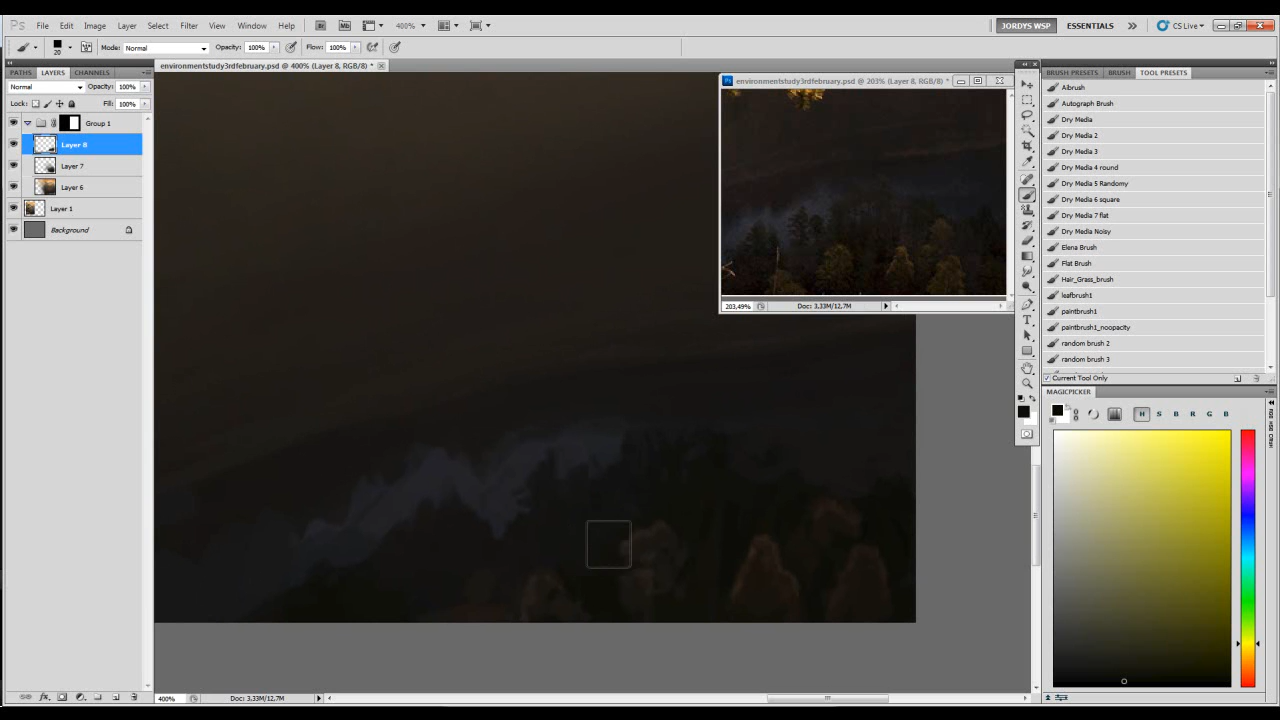 Ps File Edit Image Layer Select Filter View Window Help Br Mb 400% JORDYS WSP ESSENTIALS CS Live
20 Mode: Normal Opacity: 100% Flow: 100%
PATHS LAYERS CHANNELS
environmentstudy3rdfebruary.psd @ 400% (Layer 8, RGB/8) *
environmentstudy3rdfebruary.psd @ 203% (Layer 8, RGB/8) *
BRUSH PRESETS BRUSH TOOL PRESETS
Normal Opacity: 100%
Lock: Fill: 100%
Group 1
Layer 8
Layer 7
Layer 6
Layer 1
Background
203,49% Doc: 3,33M/12,7M
Albrush
Autograph Brush
Dry Media
Dry Media 2
Dry Media 3
Dry Media 4 round
Dry Media 5 Randomy
Dry Media 6 square
Dry Media 7 flat
Dry Media Noisy
Elena Brush
Flat Brush
Hair_Grass_brush
leafbrush1
paintbrush1
paintbrush1_noopacity
random brush 2
random brush 3
Current Tool Only
MAGICPICKER
H S B R G B
400% Doc: 3,33M/12,7M